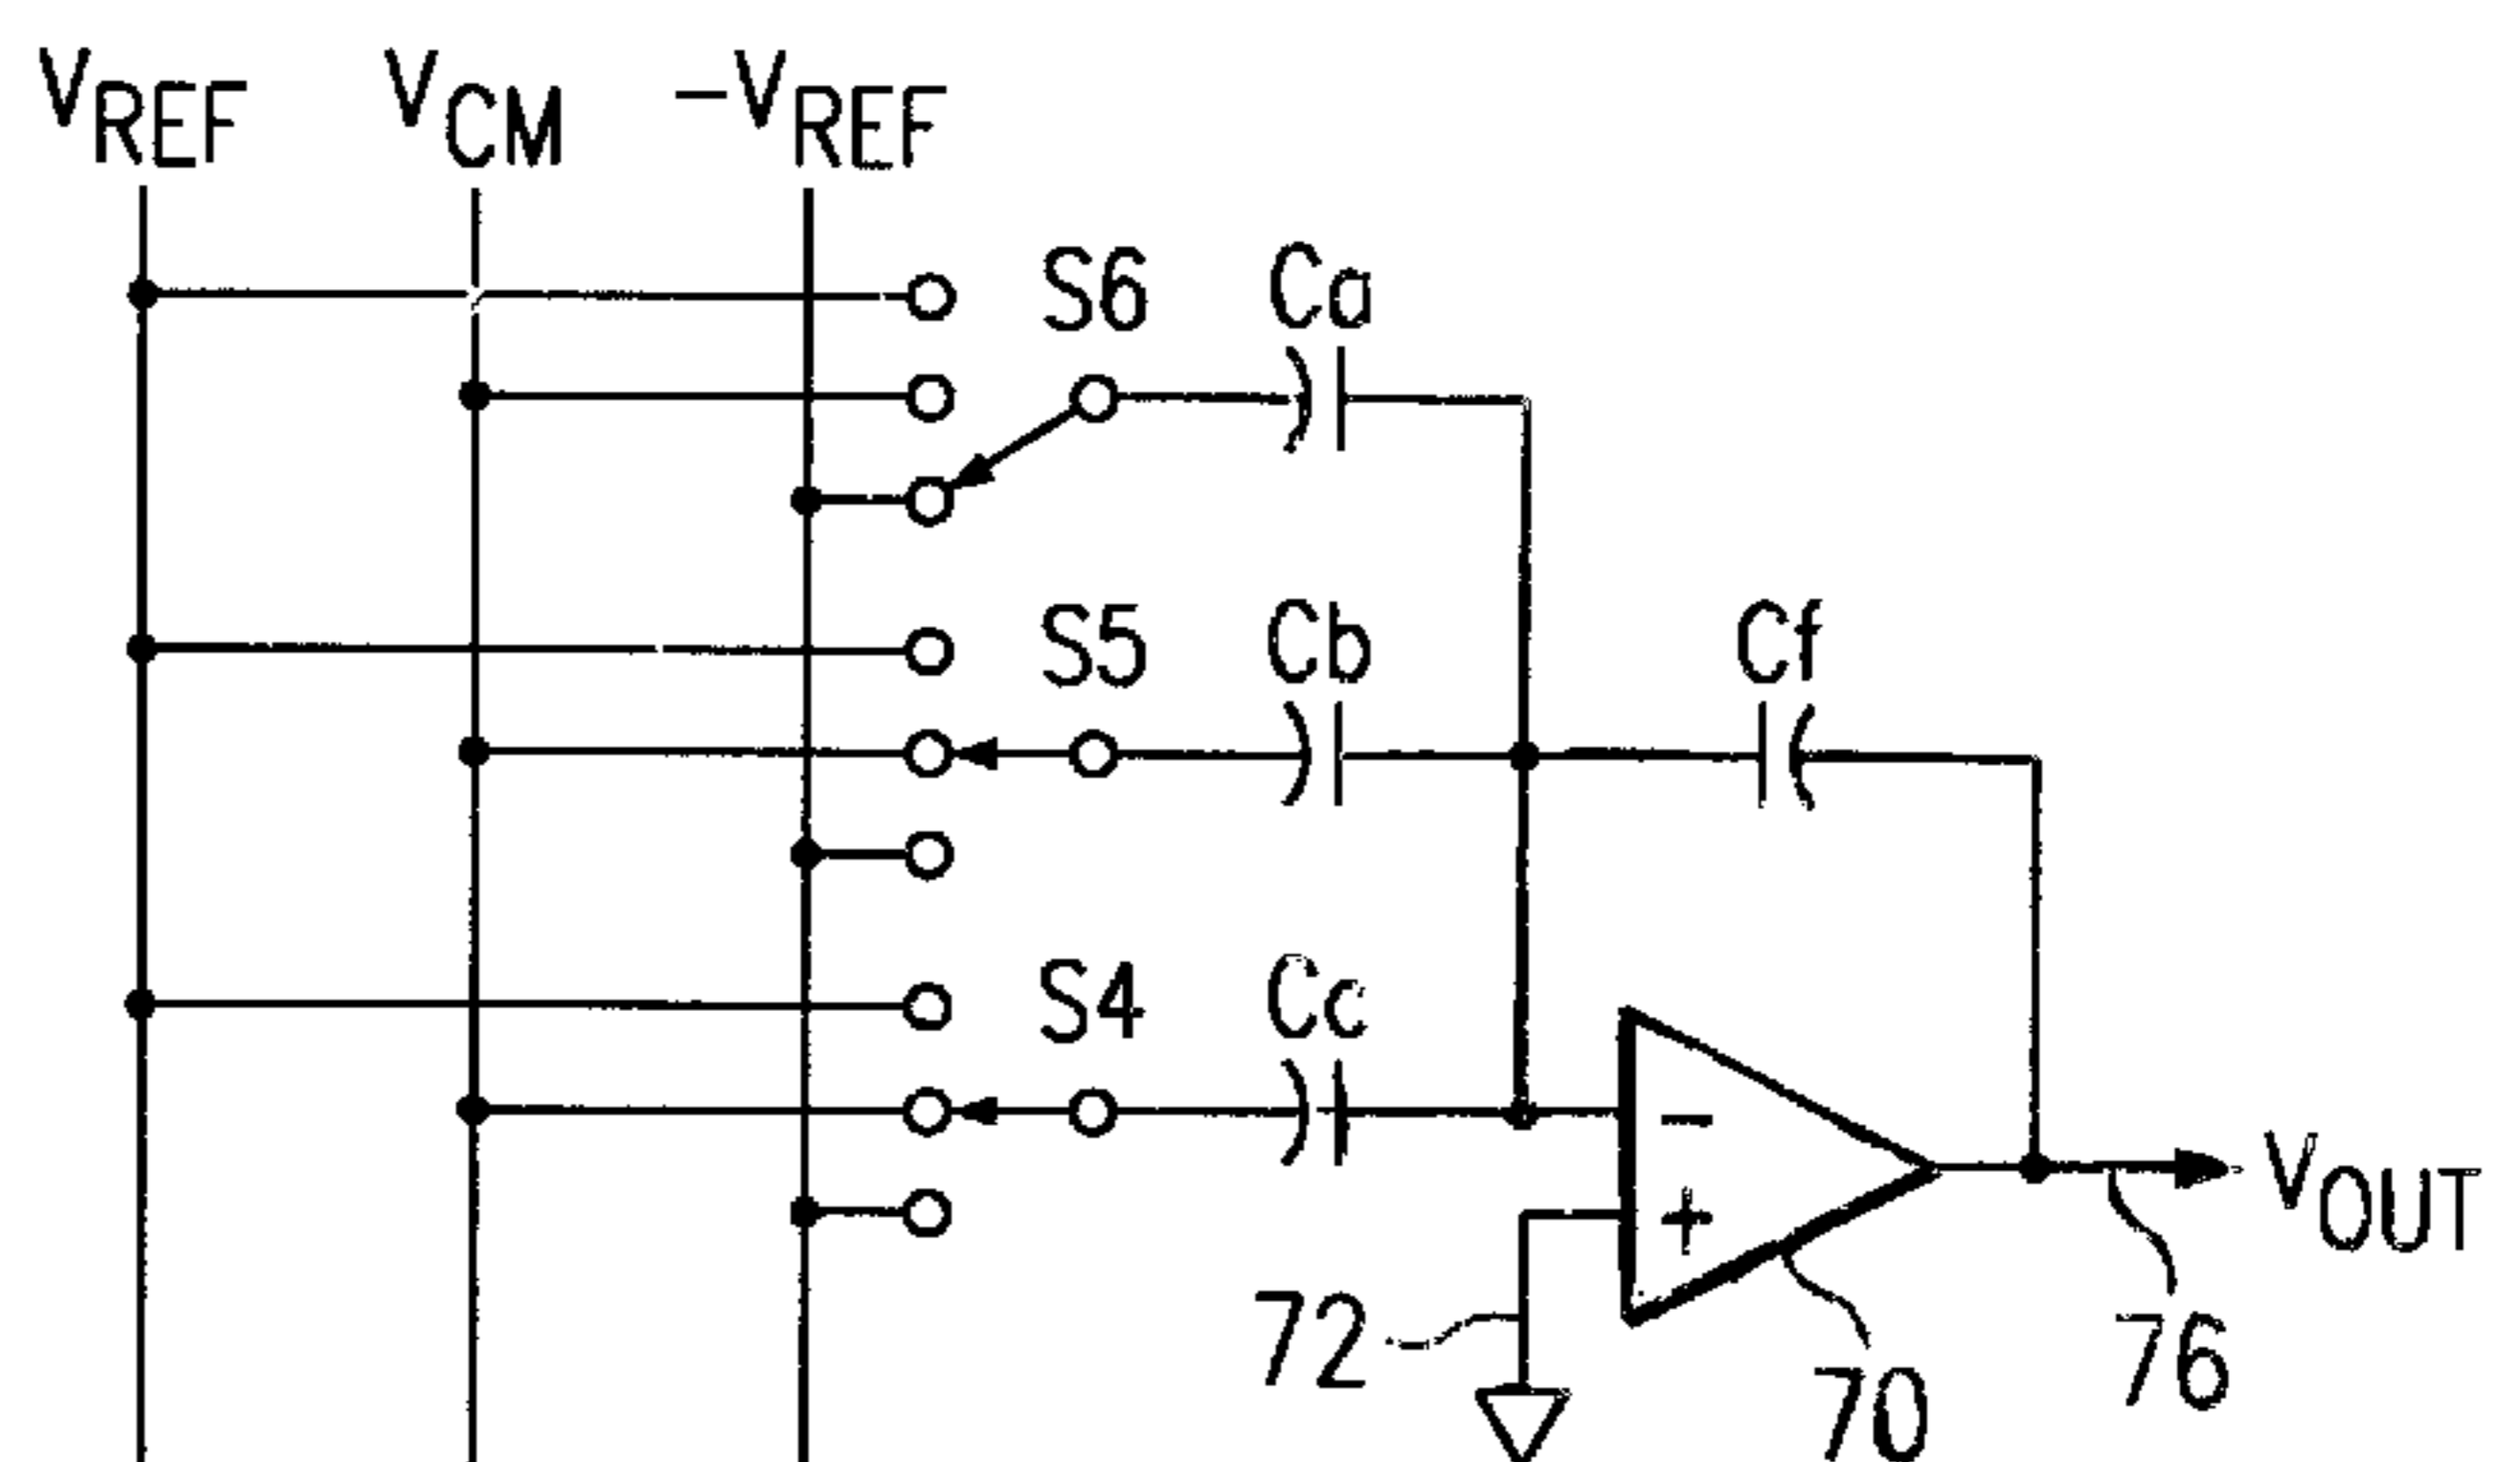 VREF VCM -VREF
S6 Ca
S5 Cb Cf
S4 Cc
-
+
VOUT
72
76
70